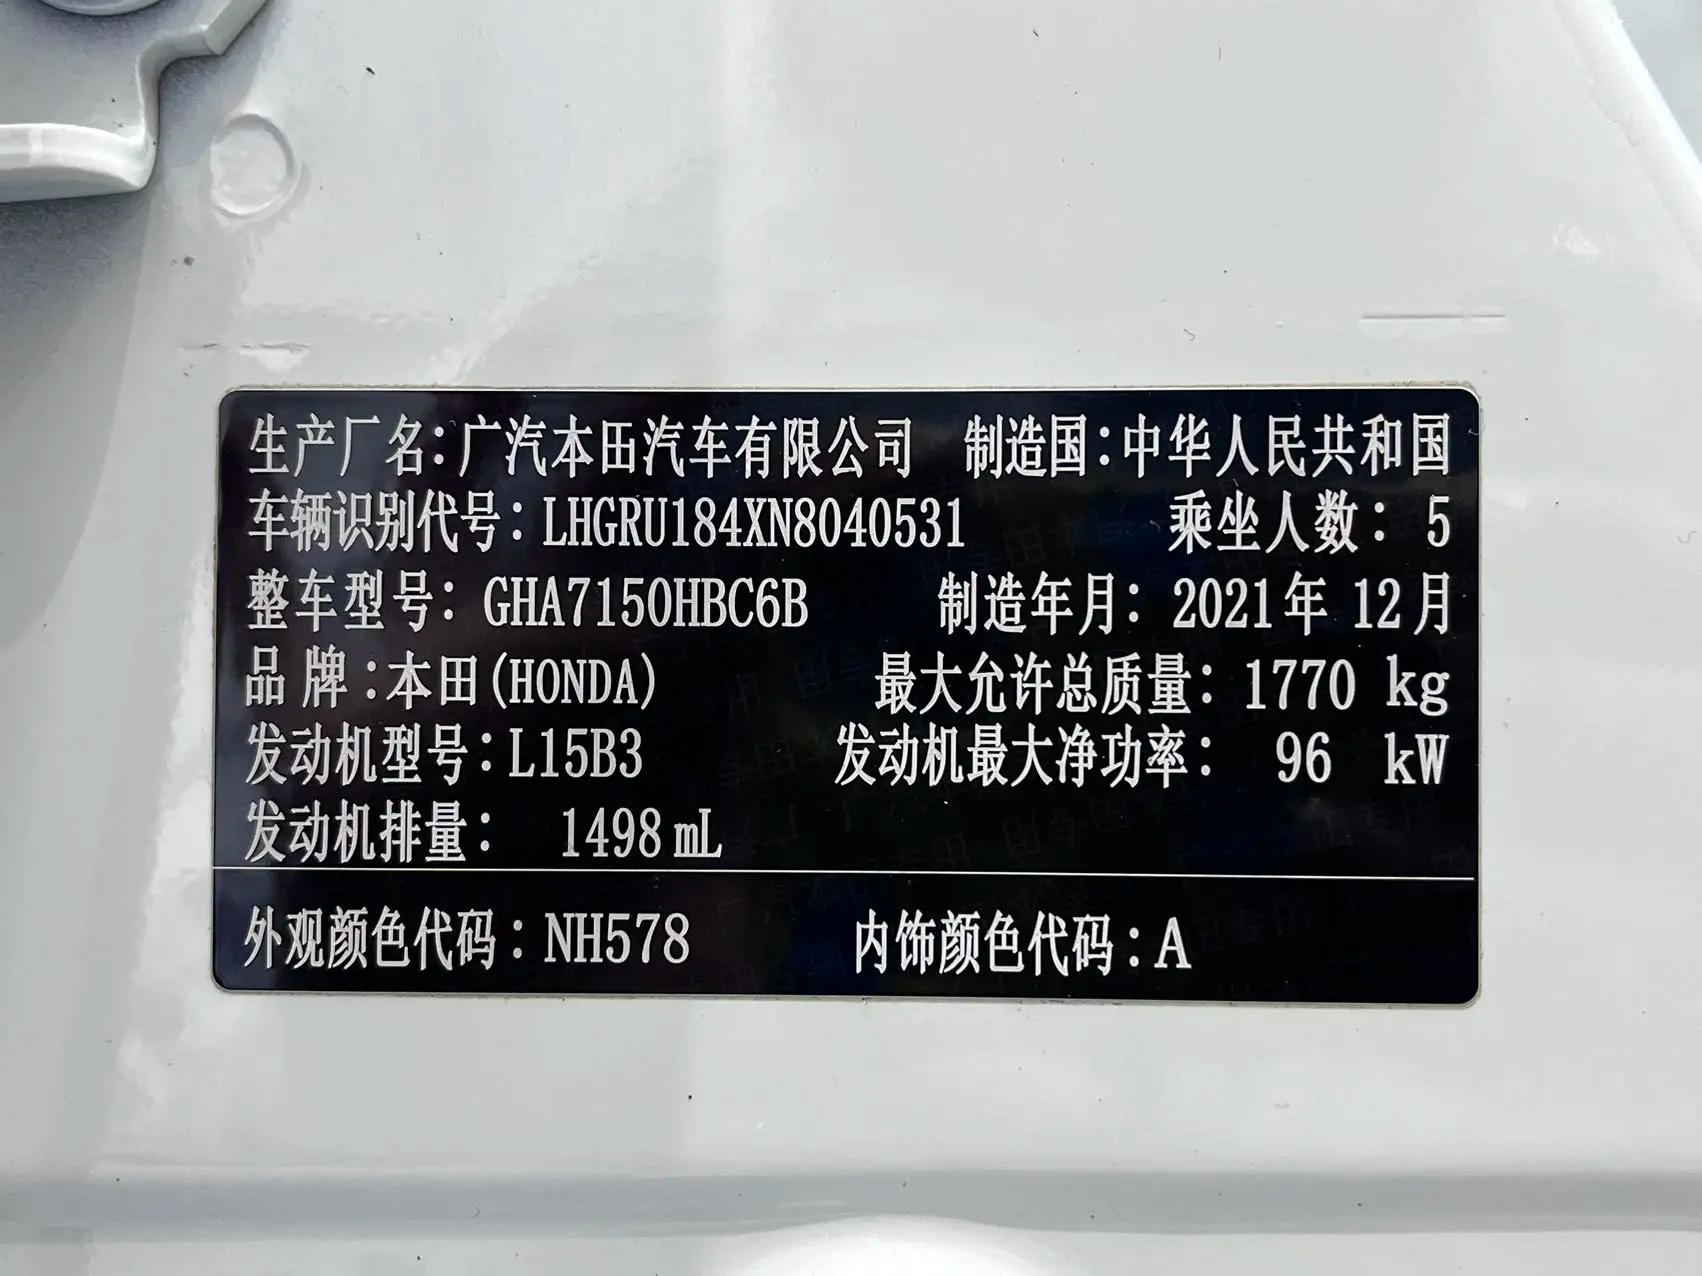 生产厂名：广汽本田汽车有限公司 制造国：中华人民共和国
车辆识别代号：LHGRU184XN8040531 乘坐人数：5
整车型号：GHA7150HBC6B 制造年月：2021年12月
品牌：本田(HONDA) 最大允许总质量：1770 kg
发动机型号：L15B3 发动机最大净功率：96 kW
发动机排量：1498mL
外观颜色代码：NH578 内饰颜色代码：A